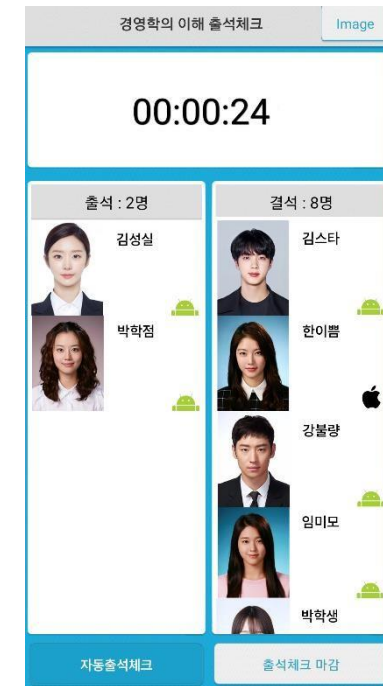 경영학의 이해 출석체크
Image
00:00:24
출석 : 2명
김성실
박학점
결석 : 8명
김스타
한이쁨
강불량
임미모
박학생
자동출석체크
출석체크 마감